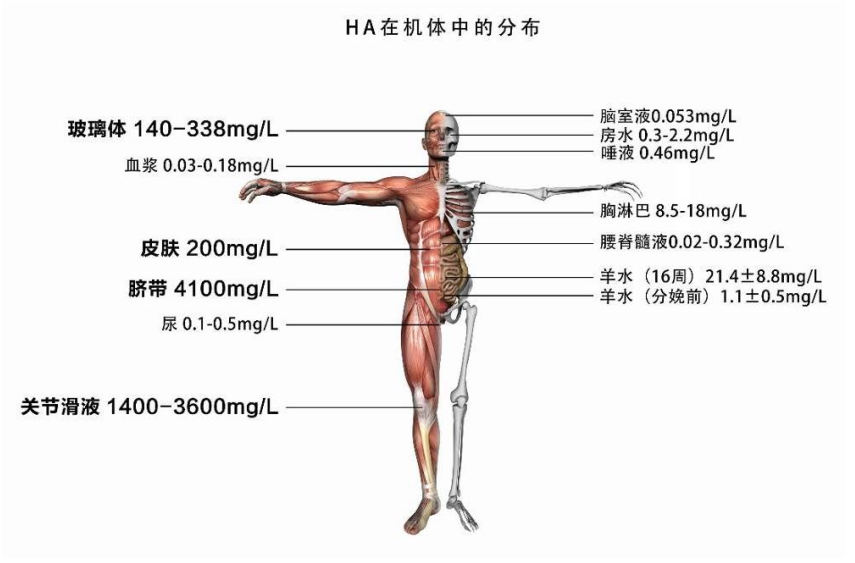 HA在机体中的分布
玻璃体 140-338mg/L
血浆 0.03-0.18mg/L
皮肤 200mg/L
脐带 4100mg/L
尿 0.1-0.5mg/L
关节滑液 1400-3600mg/L
脑室液0.053mg/L
房水 0.3-2.2mg/L
唾液 0.46mg/L
胸淋巴 8.5-18mg/L
腰脊髓液0.02-0.32mg/L
羊水（16周）21.4±8.8mg/L
羊水（分娩前）1.1±0.5mg/L